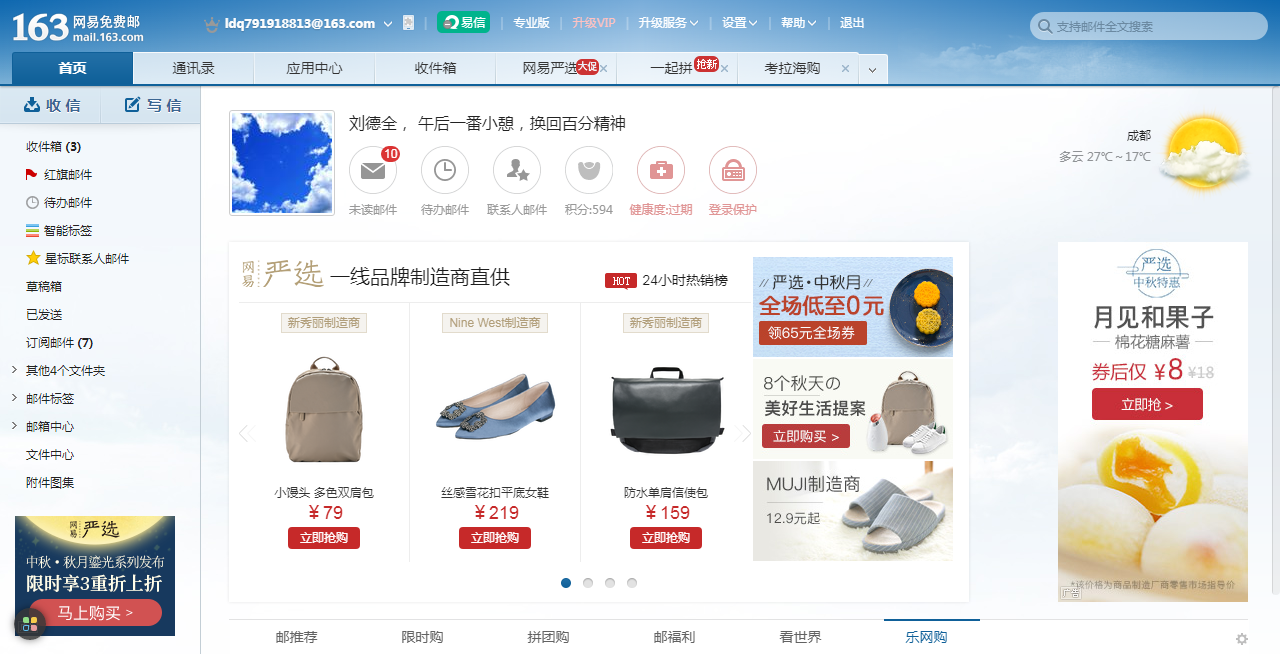 163 网易免费邮
mail.163.com
ldq791918813@163.com
易信
专业版
升级VIP
升级服务
设置
帮助
退出
支持邮件全文搜索
首页
通讯录
应用中心
收件箱
网易严选
大促
一起拼
抢新
考拉海购
收信
写信
收件箱 (3)
红旗邮件
待办邮件
智能标签
星标联系人邮件
草稿箱
已发送
订阅邮件 (7)
其他4个文件夹
邮件标签
邮箱中心
文件中心
附件图集
网易 严选
中秋·秋月鎏光系列发布
限时享3重折上折
马上购买 >
刘德全， 午后一番小憩，换回百分精神
10
未读邮件
待办邮件
联系人邮件
积分:594
健康度:过期
登录保护
成都
多云 27℃~17℃
网易 严选 一线品牌制造商直供
HOT 24小时热销榜
新秀丽制造商
Nine West制造商
新秀丽制造商
小馒头 多色双肩包
丝感雪花扣平底女鞋
防水单肩信使包
¥ 79
¥ 219
¥ 159
立即抢购
立即抢购
立即抢购
// 严选·中秋月 //
全场低至0元
领65元全场券
8个秋天の
美好生活提案
立即购买 >
MUJI制造商
12.9元起
严选
中秋特惠
月见和果子
棉花糖麻薯
券后仅 ¥8 ¥18
立即抢 >
*该价格为商品制造厂商零售市场指导价
广告
邮推荐
限时购
拼团购
邮福利
看世界
乐网购